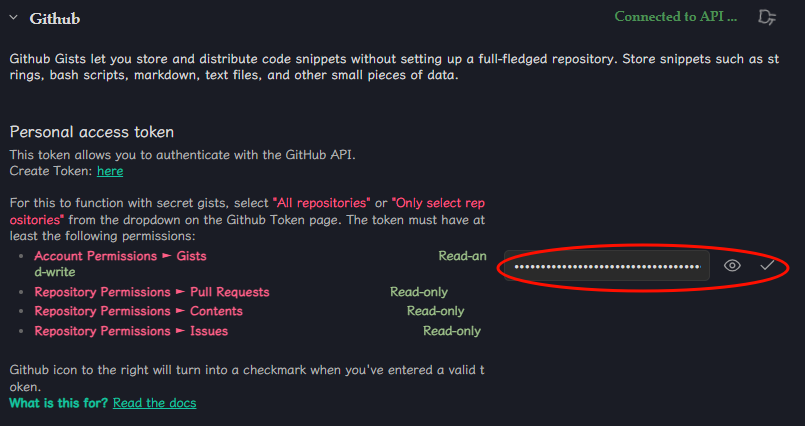 Github
Connected to API ...
Github Gists let you store and distribute code snippets without setting up a full-fledged repository. Store snippets such as st
rings, bash scripts, markdown, text files, and other small pieces of data.
Personal access token
This token allows you to authenticate with the GitHub API.
Create Token: here
For this to function with secret gists, select "All repositories" or "Only select rep
ositories" from the dropdown on the Github Token page. The token must have at
least the following permissions:
• Account Permissions ► Gists Read-an
d-write
• Repository Permissions ► Pull Requests Read-only
• Repository Permissions ► Contents Read-only
• Repository Permissions ► Issues Read-only
Github icon to the right will turn into a checkmark when you've entered a valid t
oken.
What is this for? Read the docs